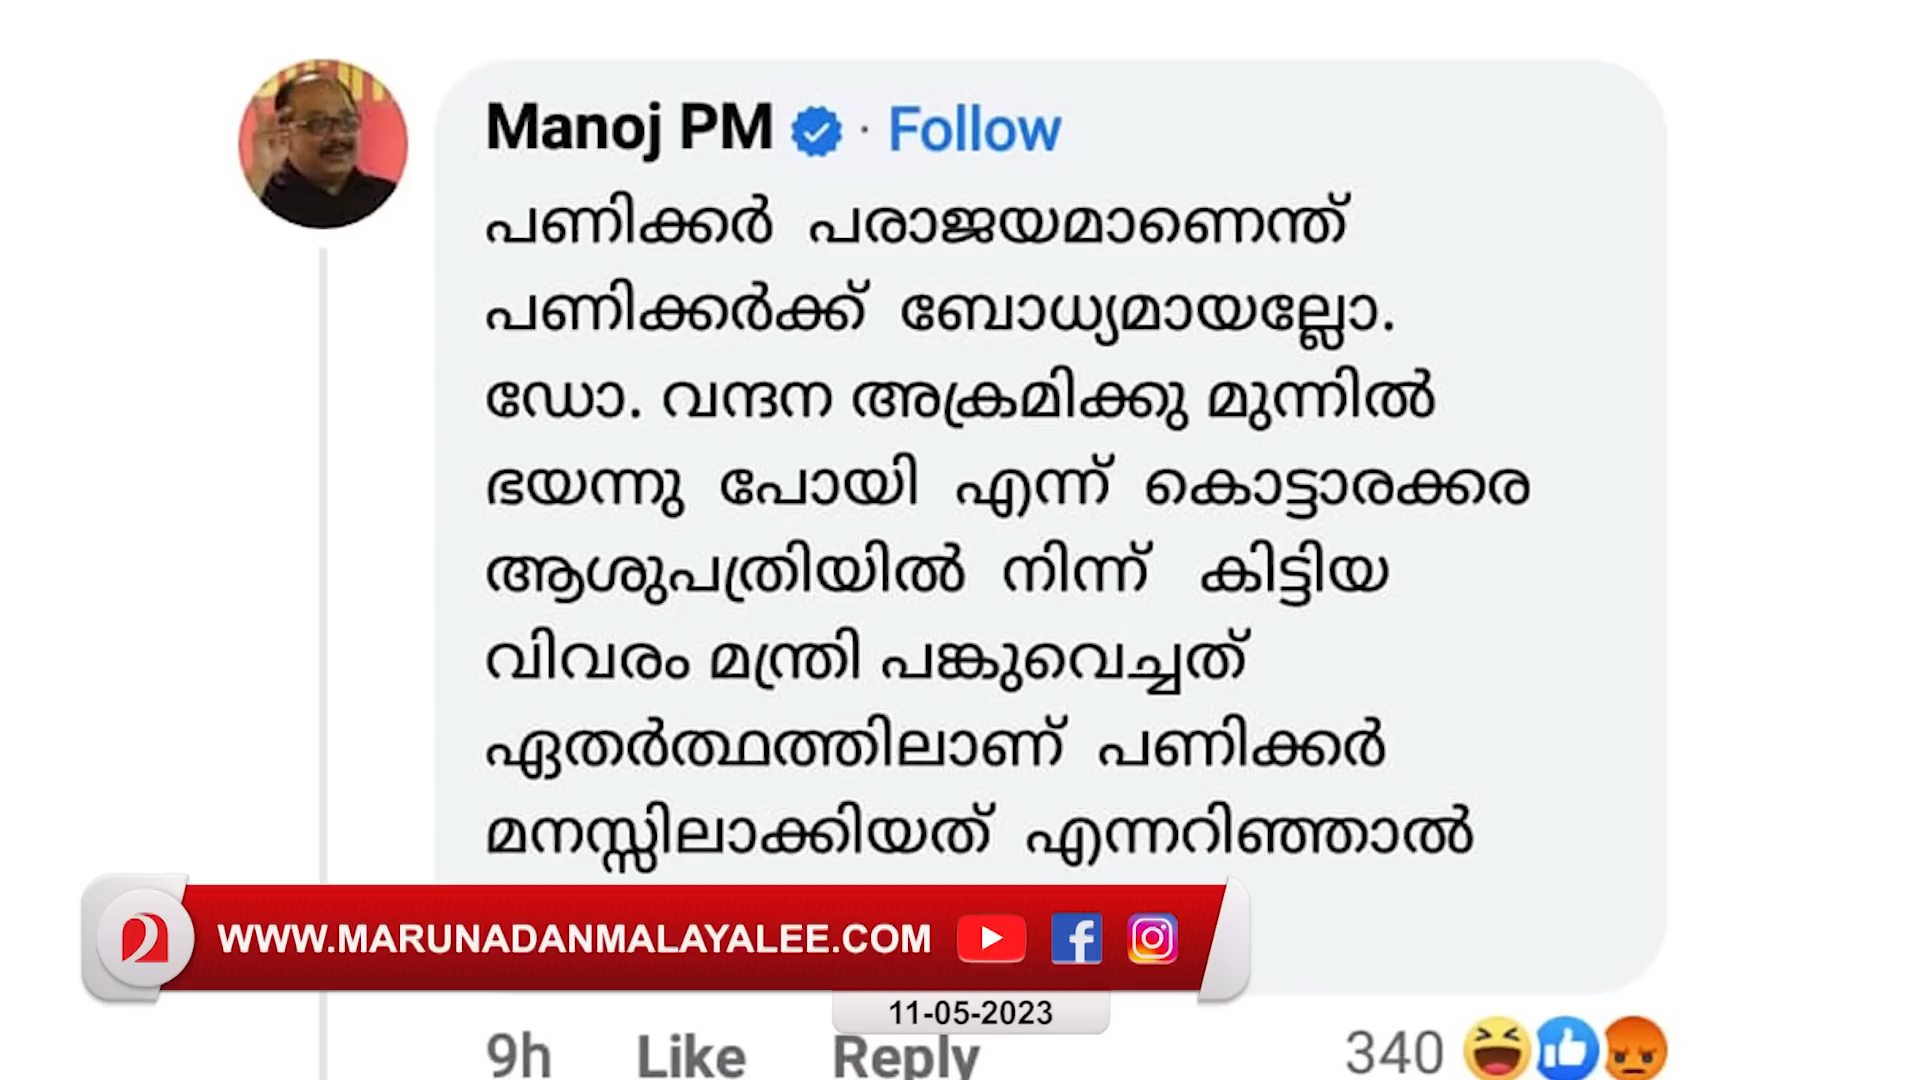 Manoj PM · Follow
പണിക്കർ പരാജയമാണെന്ത്
പണിക്കർക്ക് ബോധ്യമായല്ലോ.
ഡോ. വന്ദന അക്രമിക്കു മുന്നിൽ
ഭയന്നു പോയി എന്ന് കൊട്ടാരക്കര
ആശുപത്രിയിൽ നിന്ന് കിട്ടിയ
വിവരം മന്ത്രി പങ്കുവെച്ചത്
ഏതർത്ഥത്തിലാണ് പണിക്കർ
മനസ്സിലാക്കിയത് എന്നറിഞ്ഞാൽ
WWW.MARUNADANMALAYALEE.COM
11-05-2023
9h Like Reply 340